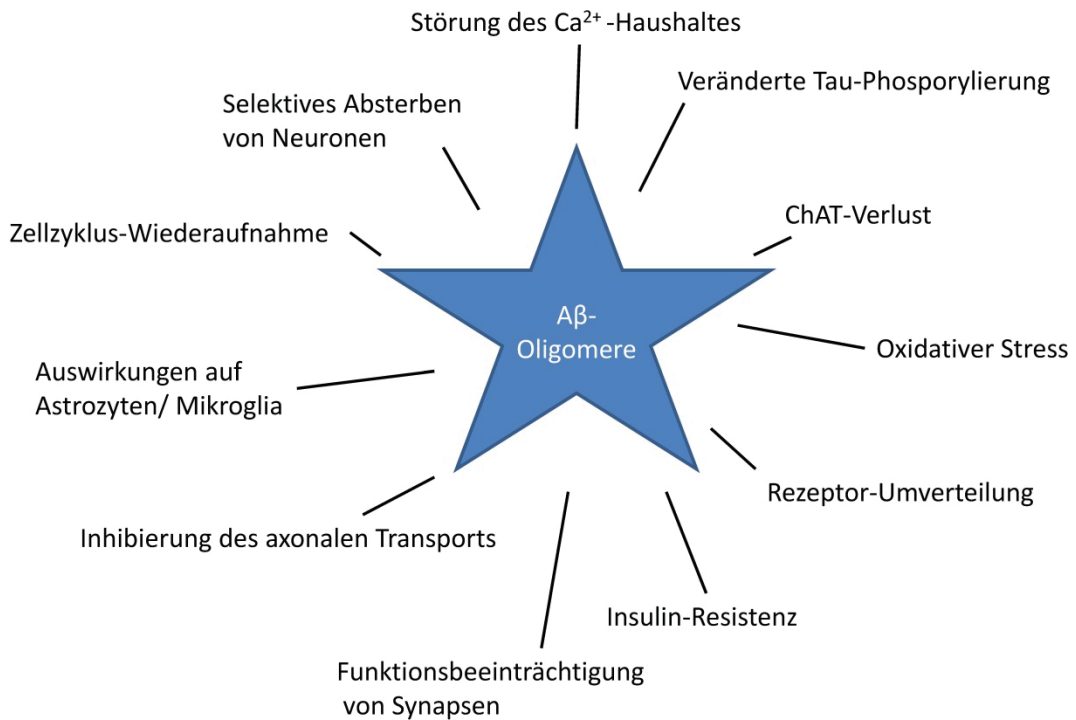 Störung des Ca²⁺ -Haushaltes
Veränderte Tau-Phosporylierung
Selektives Absterben
von Neuronen
ChAT-Verlust
Zellzyklus-Wiederaufnahme
Aβ-
Oligomere
Oxidativer Stress
Auswirkungen auf
Astrozyten/ Mikroglia
Rezeptor-Umverteilung
Inhibierung des axonalen Transports
Insulin-Resistenz
Funktionsbeeinträchtigung
von Synapsen